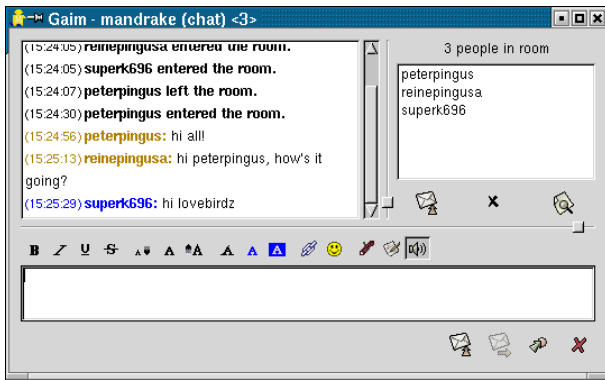 Gaim - mandrake (chat) <3>
(15:24:05) reinepingusa entered the room.
(15:24:05) superk696 entered the room.
(15:24:07) peterpingus left the room.
(15:24:30) peterpingus entered the room.
(15:24:56) peterpingus: hi all!
(15:25:13) reinepingusa: hi peterpingus, how's it
going?
(15:25:29) superk696: hi lovebirdz
3 people in room
peterpingus
reinepingusa
superk696
B I U S A A A A A A